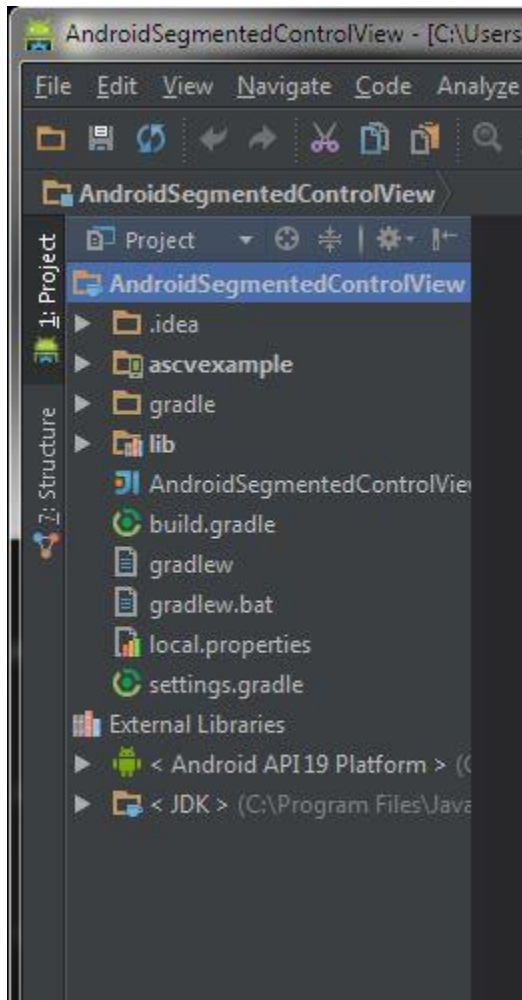 AndroidSegmentedControlView - [C:\Users
File Edit View Navigate Code Analyze
AndroidSegmentedControlView
1: Project
7: Structure
Project
AndroidSegmentedControlView
.idea
ascvexample
gradle
lib
AndroidSegmentedControlVie
build.gradle
gradlew
gradlew.bat
local.properties
settings.gradle
External Libraries
< Android API 19 Platform > (C
< JDK > (C:\Program Files\Java